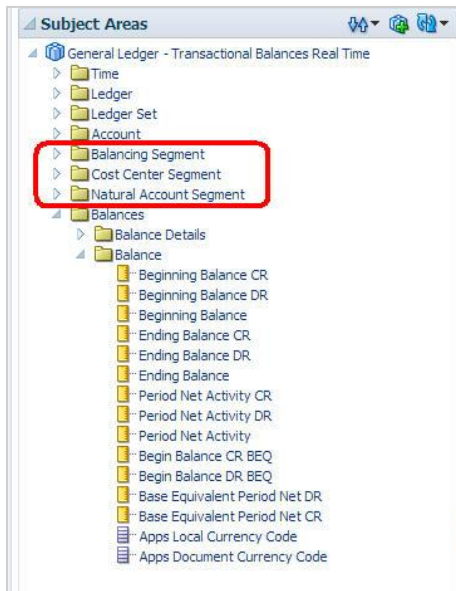 Subject Areas
General Ledger - Transactional Balances Real Time
Time
Ledger
Ledger Set
Account
Balancing Segment
Cost Center Segment
Natural Account Segment
Balances
Balance Details
Balance
Beginning Balance CR
Beginning Balance DR
Beginning Balance
Ending Balance CR
Ending Balance DR
Ending Balance
Period Net Activity CR
Period Net Activity DR
Period Net Activity
Begin Balance CR BEQ
Begin Balance DR BEQ
Base Equivalent Period Net DR
Base Equivalent Period Net CR
Apps Local Currency Code
Apps Document Currency Code